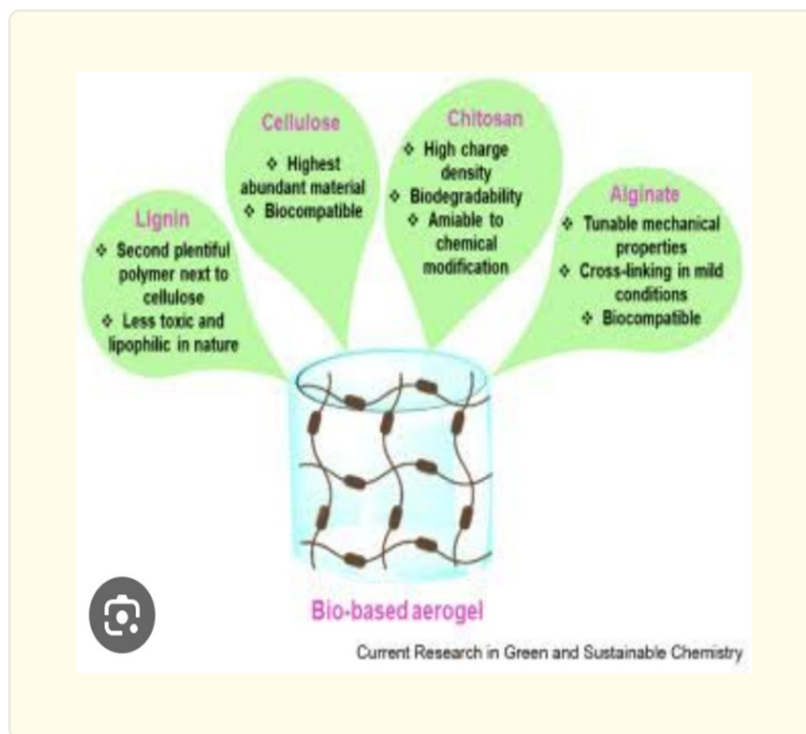 Lignin
❖ Second plentiful
polymer next to
cellulose
❖ Less toxic and
lipophilic in nature
Cellulose
❖ Highest
abundant material
❖ Biocompatible
Chitosan
❖ High charge
density
❖ Biodegradability
❖ Amiable to
chemical
modification
Alginate
❖ Tunable mechanical
properties
❖ Cross-linking in mild
conditions
❖ Biocompatible
Bio-based aerogel
Current Research in Green and Sustainable Chemistry